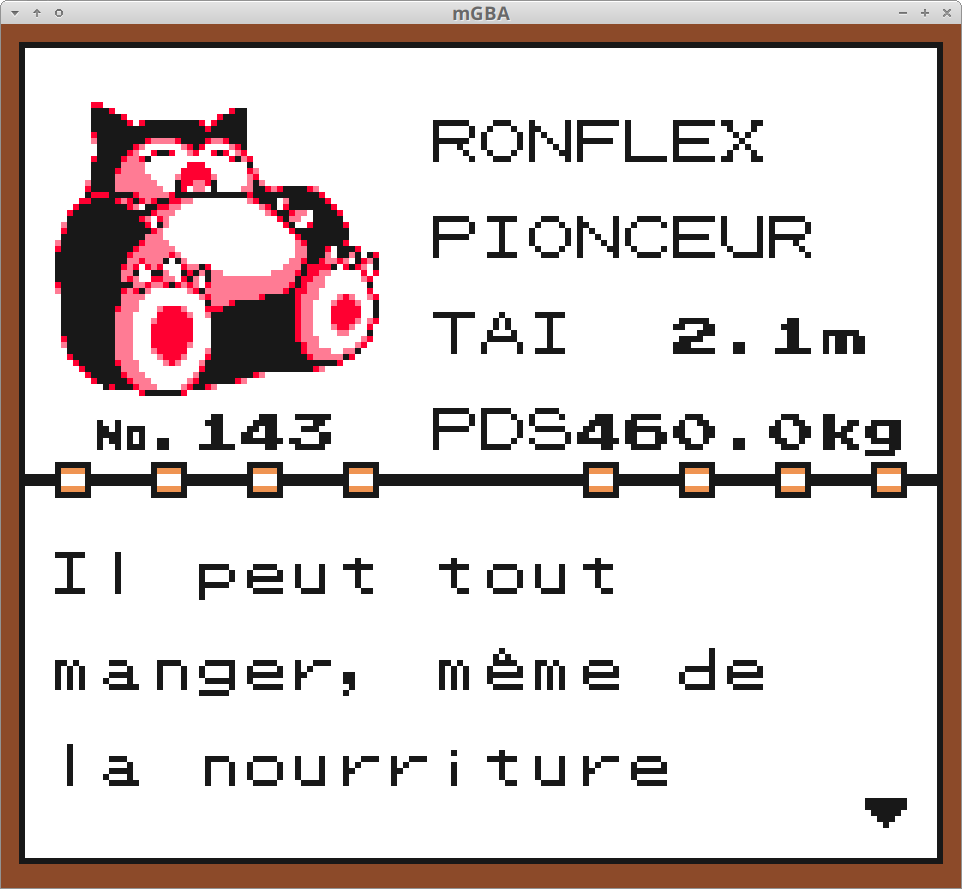 mGBA
RONFLEX
PIONCEUR
TAI 2.1m
No.143
PDS460.0kg
Il peut tout
manger, même de
la nourriture